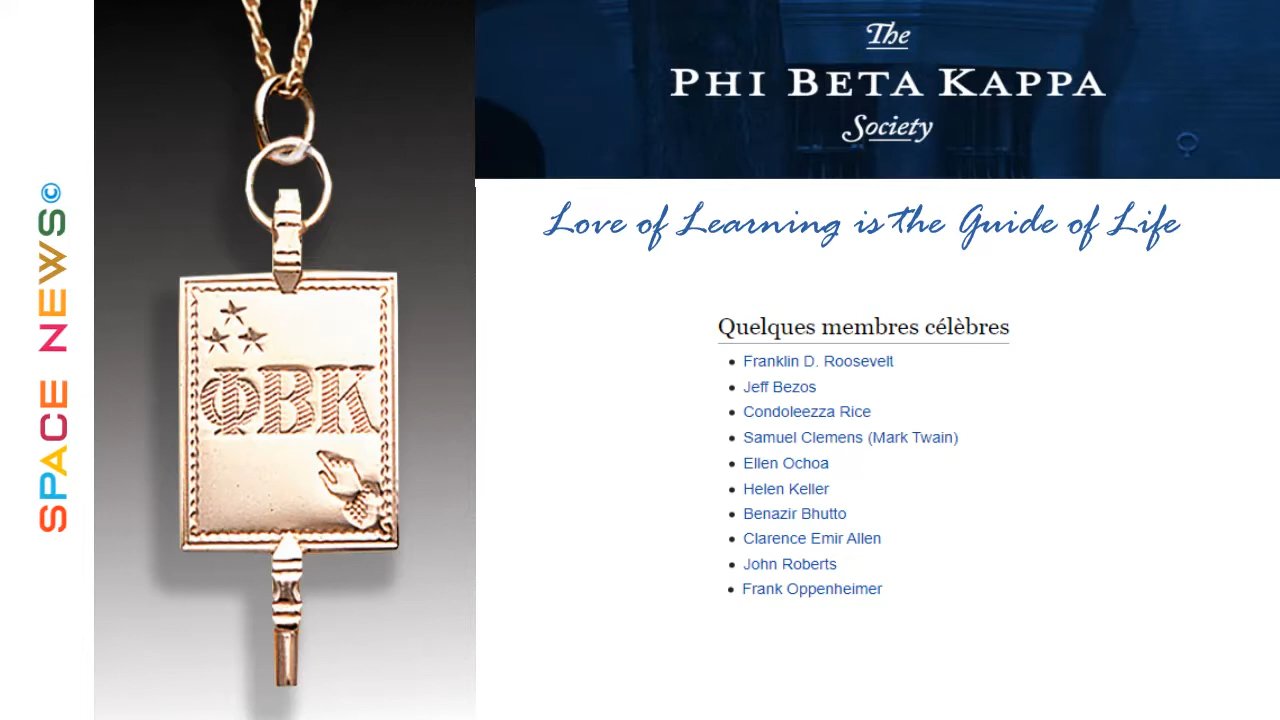 SPACE NEWS©
ΦΒΚ
The
PHI BETA KAPPA
Society
Love of Learning is the Guide of Life
Quelques membres célèbres
Franklin D. Roosevelt
Jeff Bezos
Condoleezza Rice
Samuel Clemens (Mark Twain)
Ellen Ochoa
Helen Keller
Benazir Bhutto
Clarence Emir Allen
John Roberts
Frank Oppenheimer